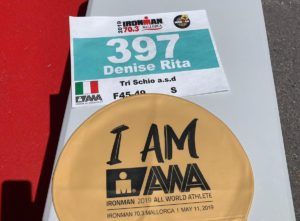 2019
IRONMAN
70.3 MALLORCA
397
Denise Rita
Tri Schio a.s.d
F45-49 S
I AM
AWA
IRONMAN 2019 ALL WORLD ATHLETE
IRONMAN 70.3 MALLORCA | MAY 11, 2019